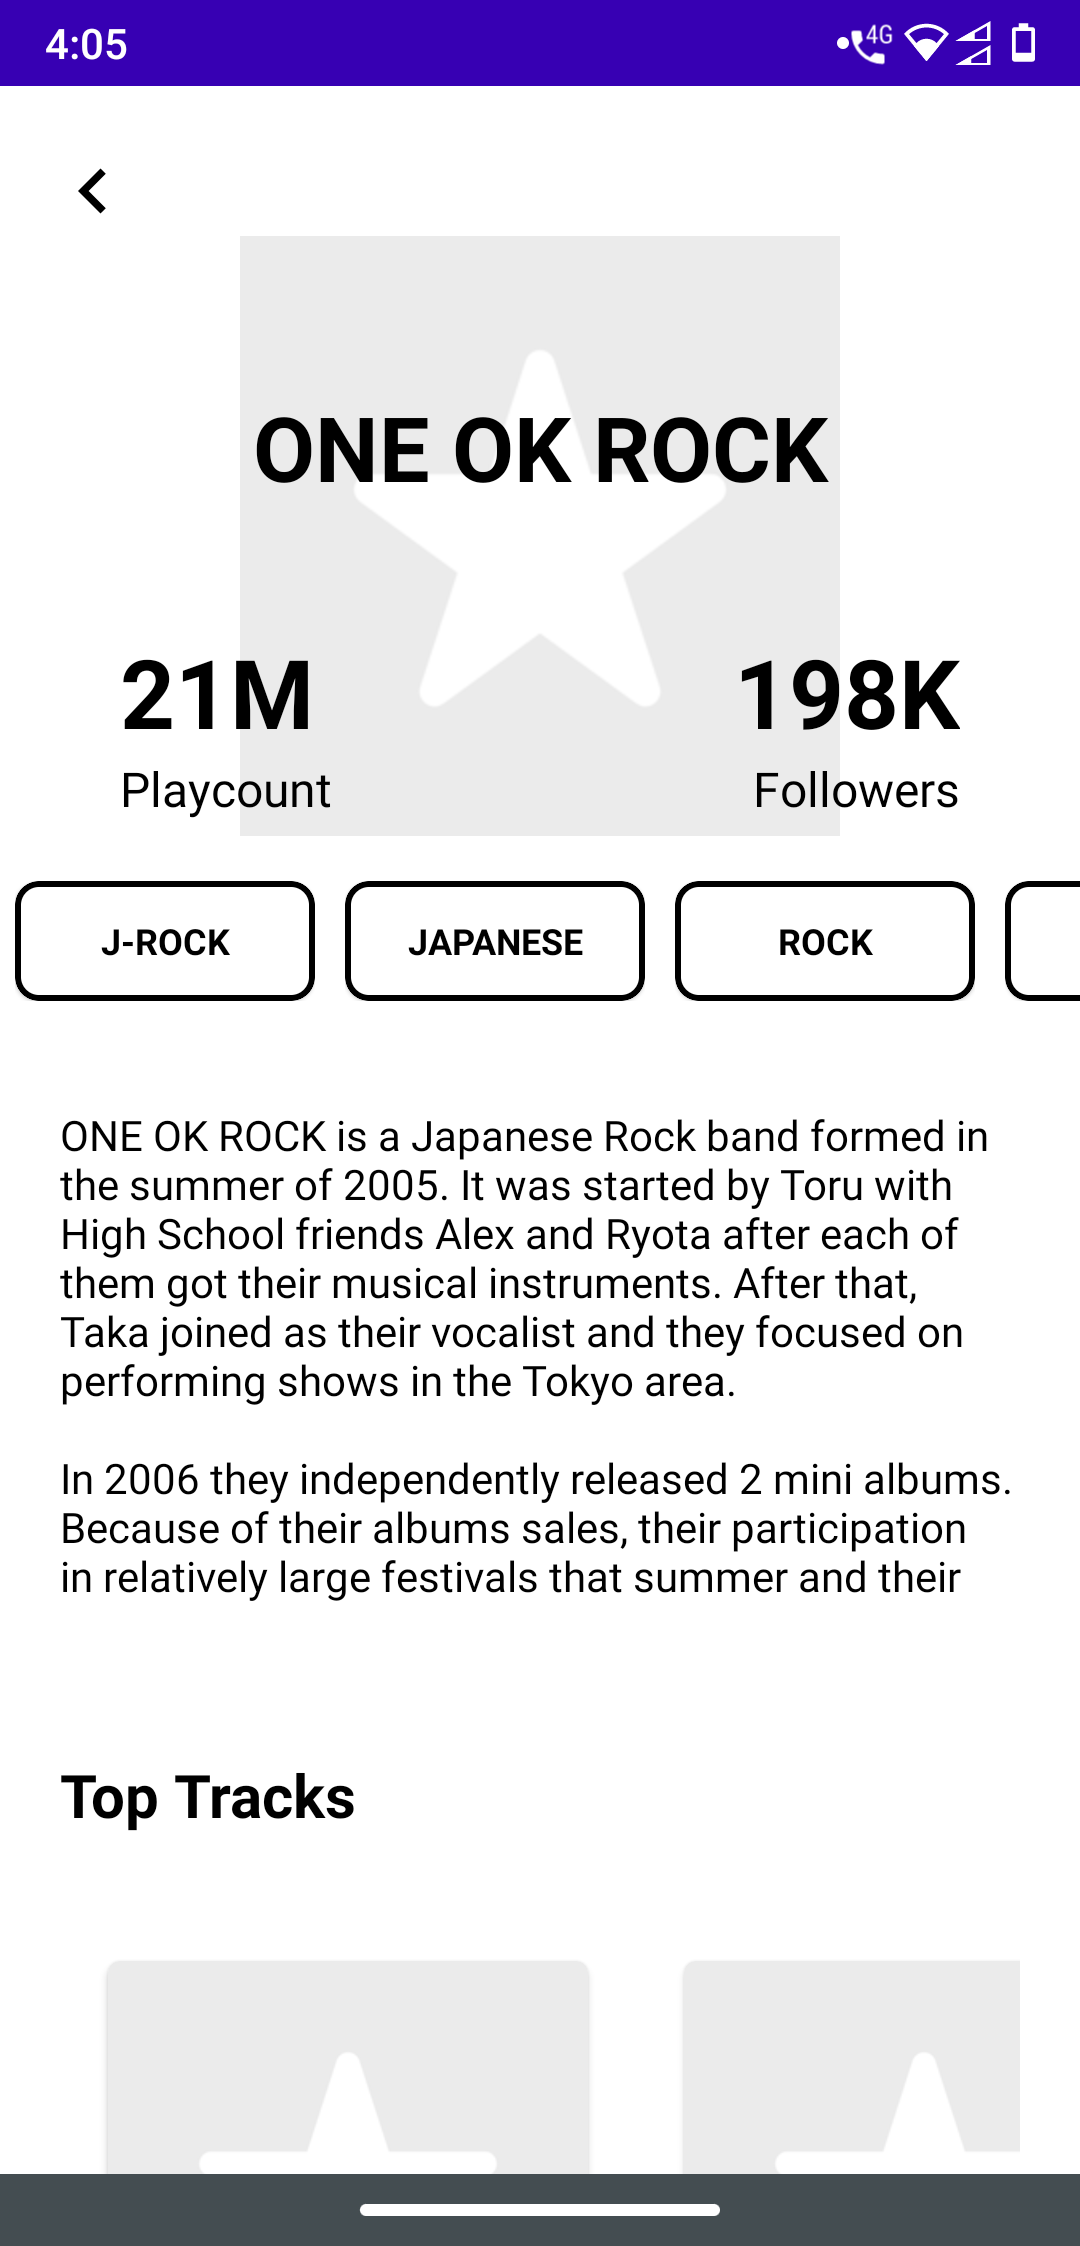 4:05
4G
ONE OK ROCK
21M
198K
Playcount
Followers
J-ROCK
JAPANESE
ROCK
ONE OK ROCK is a Japanese Rock band formed in
the summer of 2005. It was started by Toru with
High School friends Alex and Ryota after each of
them got their musical instruments. After that,
Taka joined as their vocalist and they focused on
performing shows in the Tokyo area.
In 2006 they independently released 2 mini albums.
Because of their albums sales, their participation
in relatively large festivals that summer and their
Top Tracks